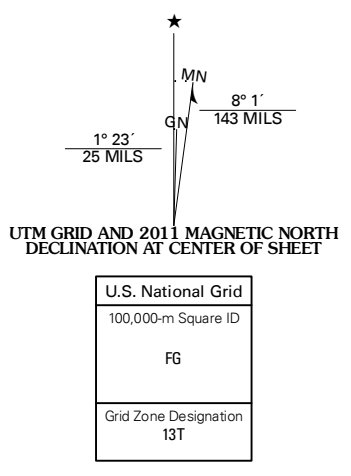 ★
MN
8° 1´
143 MILS
GN
1° 23´
25 MILS
UTM GRID AND 2011 MAGNETIC NORTH
DECLINATION AT CENTER OF SHEET
U.S. National Grid
100,000-m Square ID
FG
Grid Zone Designation
13T